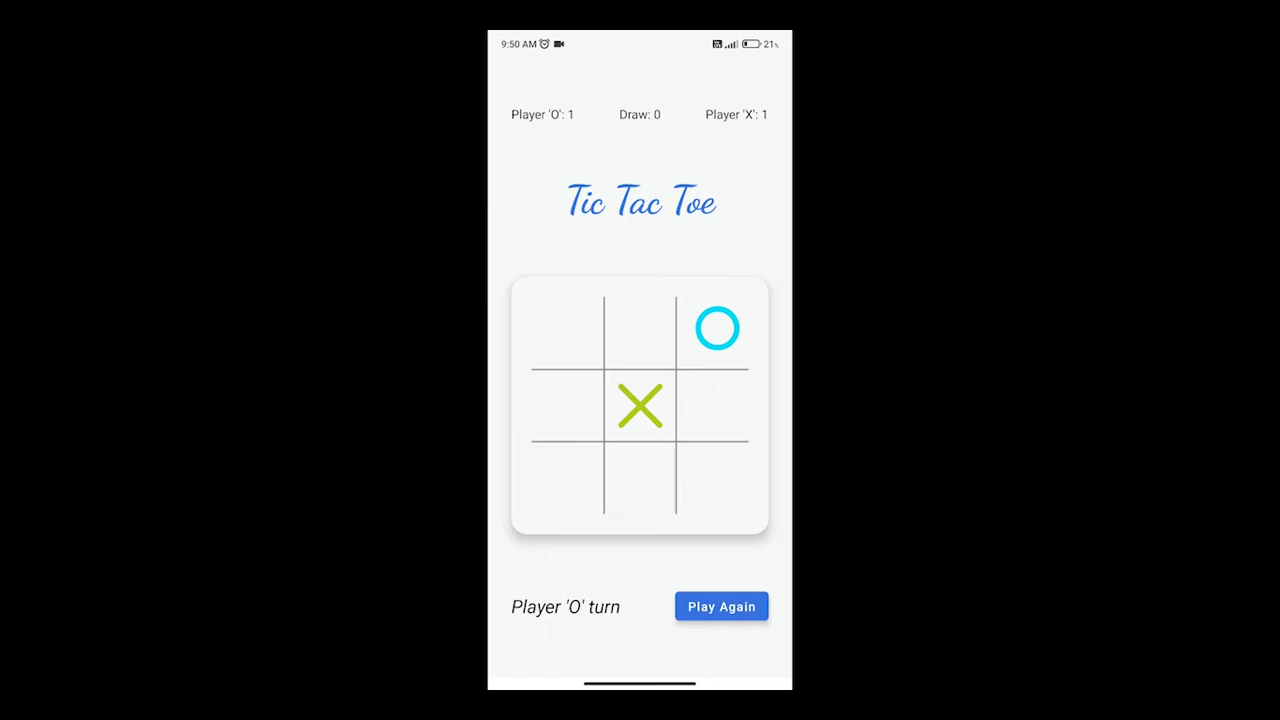 9:50 AM 21%
Player 'O': 1 Draw: 0 Player 'X': 1
Tic Tac Toe
O
X
Player 'O' turn Play Again